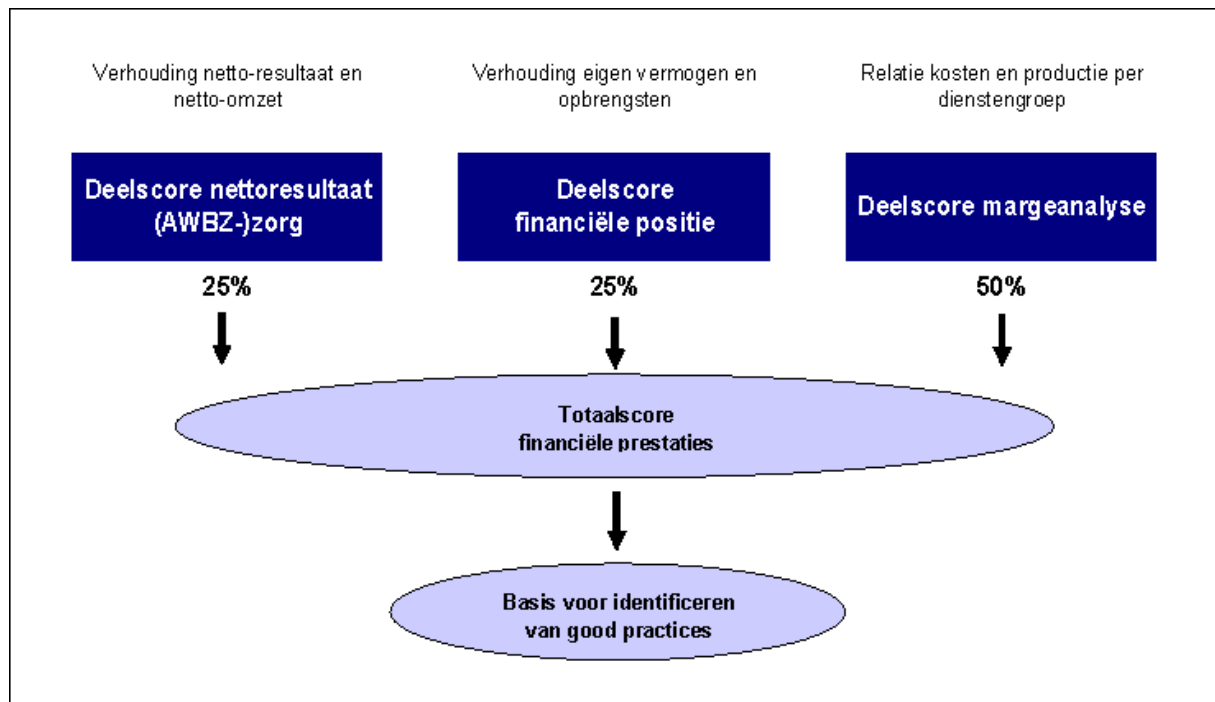 Verhouding netto-resultaat en
netto-omzet
Verhouding eigen vermogen en
opbrengsten
Relatie kosten en productie per
dienstengroep
Deelscore nettoresultaat
(AWBZ-)zorg
Deelscore
financiële positie
Deelscore margeanalyse
25%
25%
50%
Totaalscore
financiële prestaties
Basis voor identificeren
van good practices